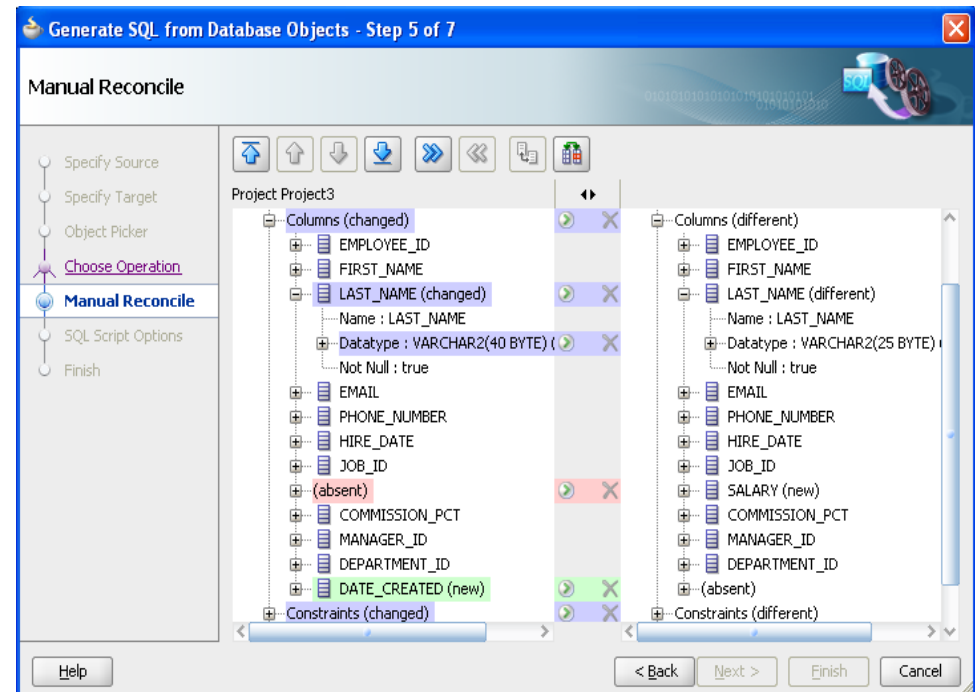 Generate SQL from Database Objects - Step 5 of 7
Manual Reconcile
SQL
Specify Source
Specify Target
Object Picker
Choose Operation
Manual Reconcile
SQL Script Options
Finish
Project Project3
Columns (changed)
EMPLOYEE_ID
FIRST_NAME
LAST_NAME (changed)
Name : LAST_NAME
Datatype : VARCHAR2(40 BYTE) (
Not Null : true
EMAIL
PHONE_NUMBER
HIRE_DATE
JOB_ID
(absent)
COMMISSION_PCT
MANAGER_ID
DEPARTMENT_ID
DATE_CREATED (new)
Constraints (changed)
Columns (different)
EMPLOYEE_ID
FIRST_NAME
LAST_NAME (different)
Name : LAST_NAME
Datatype : VARCHAR2(25 BYTE)
Not Null : true
EMAIL
PHONE_NUMBER
HIRE_DATE
JOB_ID
SALARY (new)
COMMISSION_PCT
MANAGER_ID
DEPARTMENT_ID
(absent)
Constraints (different)
Help
< Back
Next >
Finish
Cancel